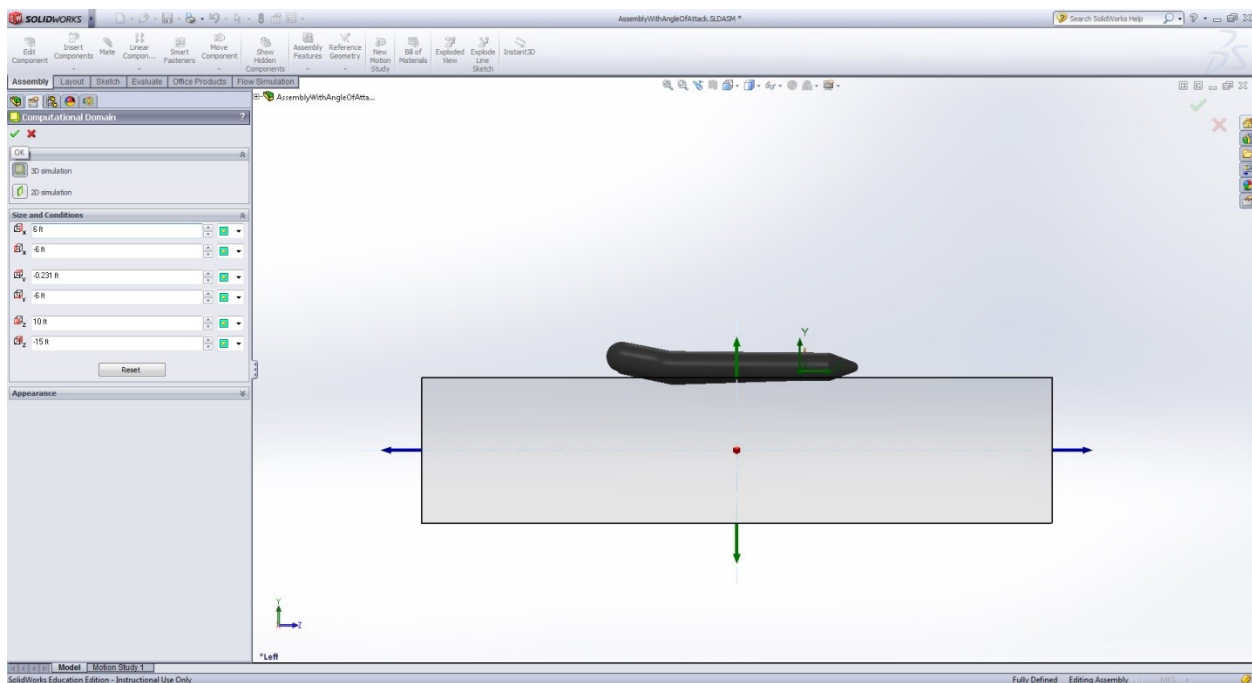 SOLIDWORKS
AssemblyWithAngleOfAttack.SLDASM *
Search SolidWorks Help
Edit Component
Insert Components
Mate
Linear Compon...
Smart Fasteners
Move Component
Show Hidden Components
Assembly Features
Reference Geometry
New Motion Study
Bill of Materials
Exploded View
Explode Line Sketch
Instant3D
Assembly Layout Sketch Evaluate Office Products Flow Simulation
AssemblyWithAngleOfAtta...
Computational Domain ?
OK
3D simulation
2D simulation
Size and Conditions
x 6 ft
x -6 ft
Y -0.231 ft
Y -6 ft
z 10 ft
z -15 ft
Reset
Appearance
Y
Y
Z
*Left
Model Motion Study 1
SolidWorks Education Edition - Instructional Use Only
Fully Defined Editing Assembly MKS